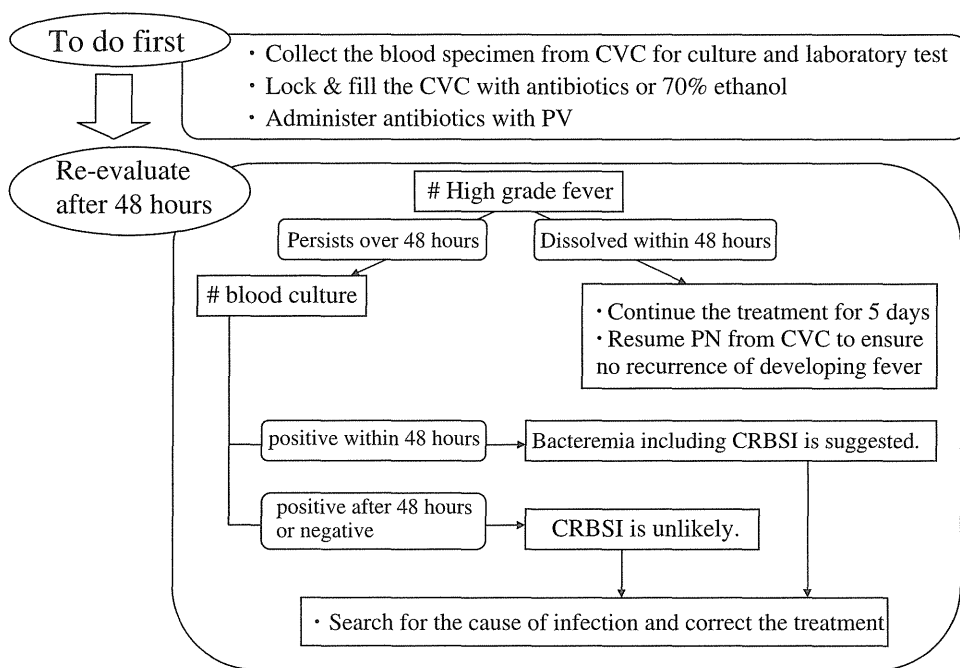 To do first
・Collect the blood specimen from CVC for culture and laboratory test
・Lock & fill the CVC with antibiotics or 70% ethanol
・Administer antibiotics with PV
Re-evaluate
after 48 hours
# High grade fever
Persists over 48 hours
Dissolved within 48 hours
# blood culture
・Continue the treatment for 5 days
・Resume PN from CVC to ensure
no recurrence of developing fever
positive within 48 hours
Bacteremia including CRBSI is suggested.
positive after 48 hours
or negative
CRBSI is unlikely.
・Search for the cause of infection and correct the treatment